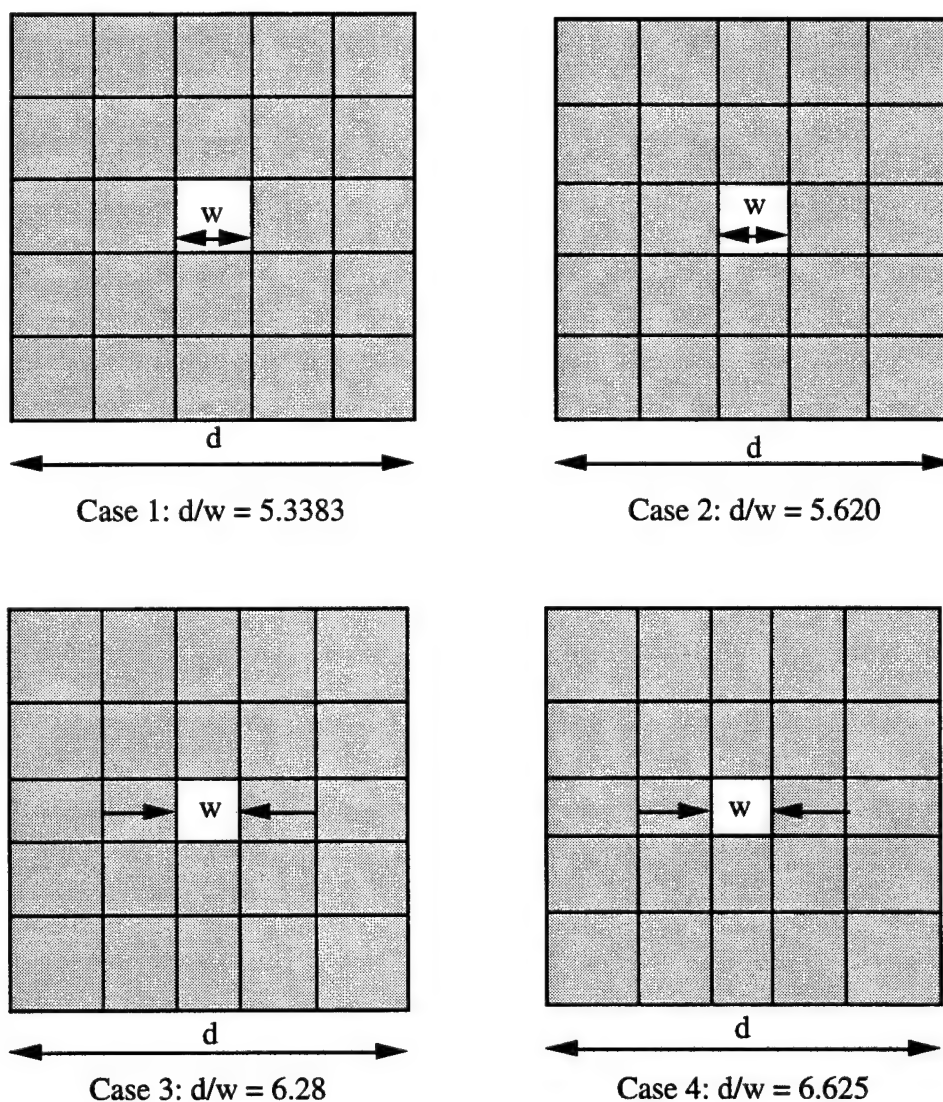 w
w
d
d
Case 1: d/w = 5.3383
Case 2: d/w = 5.620
w
w
d
d
Case 3: d/w = 6.28
Case 4: d/w = 6.625